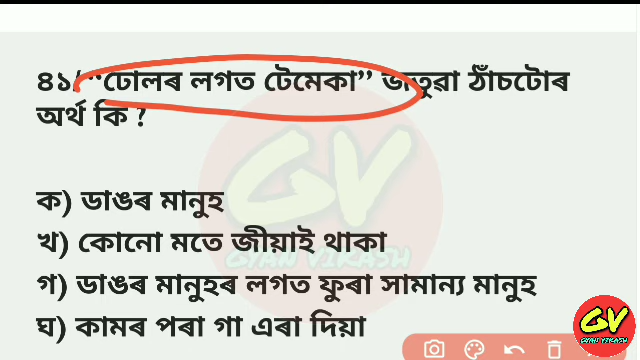 ৪১/ “ঢোলৰ লগত টেমেকা” জতুৱা ঠাঁচটোৰ
অৰ্থ কি ?
GV
GYAN VIKASH
ক) ডাঙৰ মানুহ
খ) কোনো মতে জীয়াই থাকা
গ) ডাঙৰ মানুহৰ লগত ফুৰা সামান্য মানুহ
ঘ) কামৰ পৰা গা এৰা দিয়া
GV
GYAN VIKASH